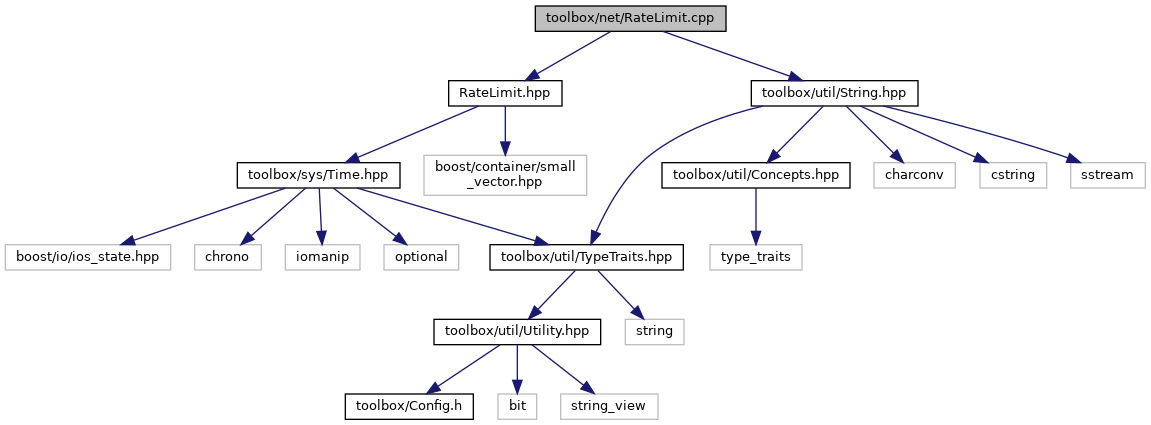 toolbox/net/RateLimit.cpp
RateLimit.hpp
toolbox/util/String.hpp
toolbox/sys/Time.hpp
boost/container/small
_vector.hpp
toolbox/util/Concepts.hpp
charconv
cstring
sstream
boost/io/ios_state.hpp
chrono
iomanip
optional
toolbox/util/TypeTraits.hpp
type_traits
toolbox/util/Utility.hpp
string
toolbox/Config.h
bit
string_view